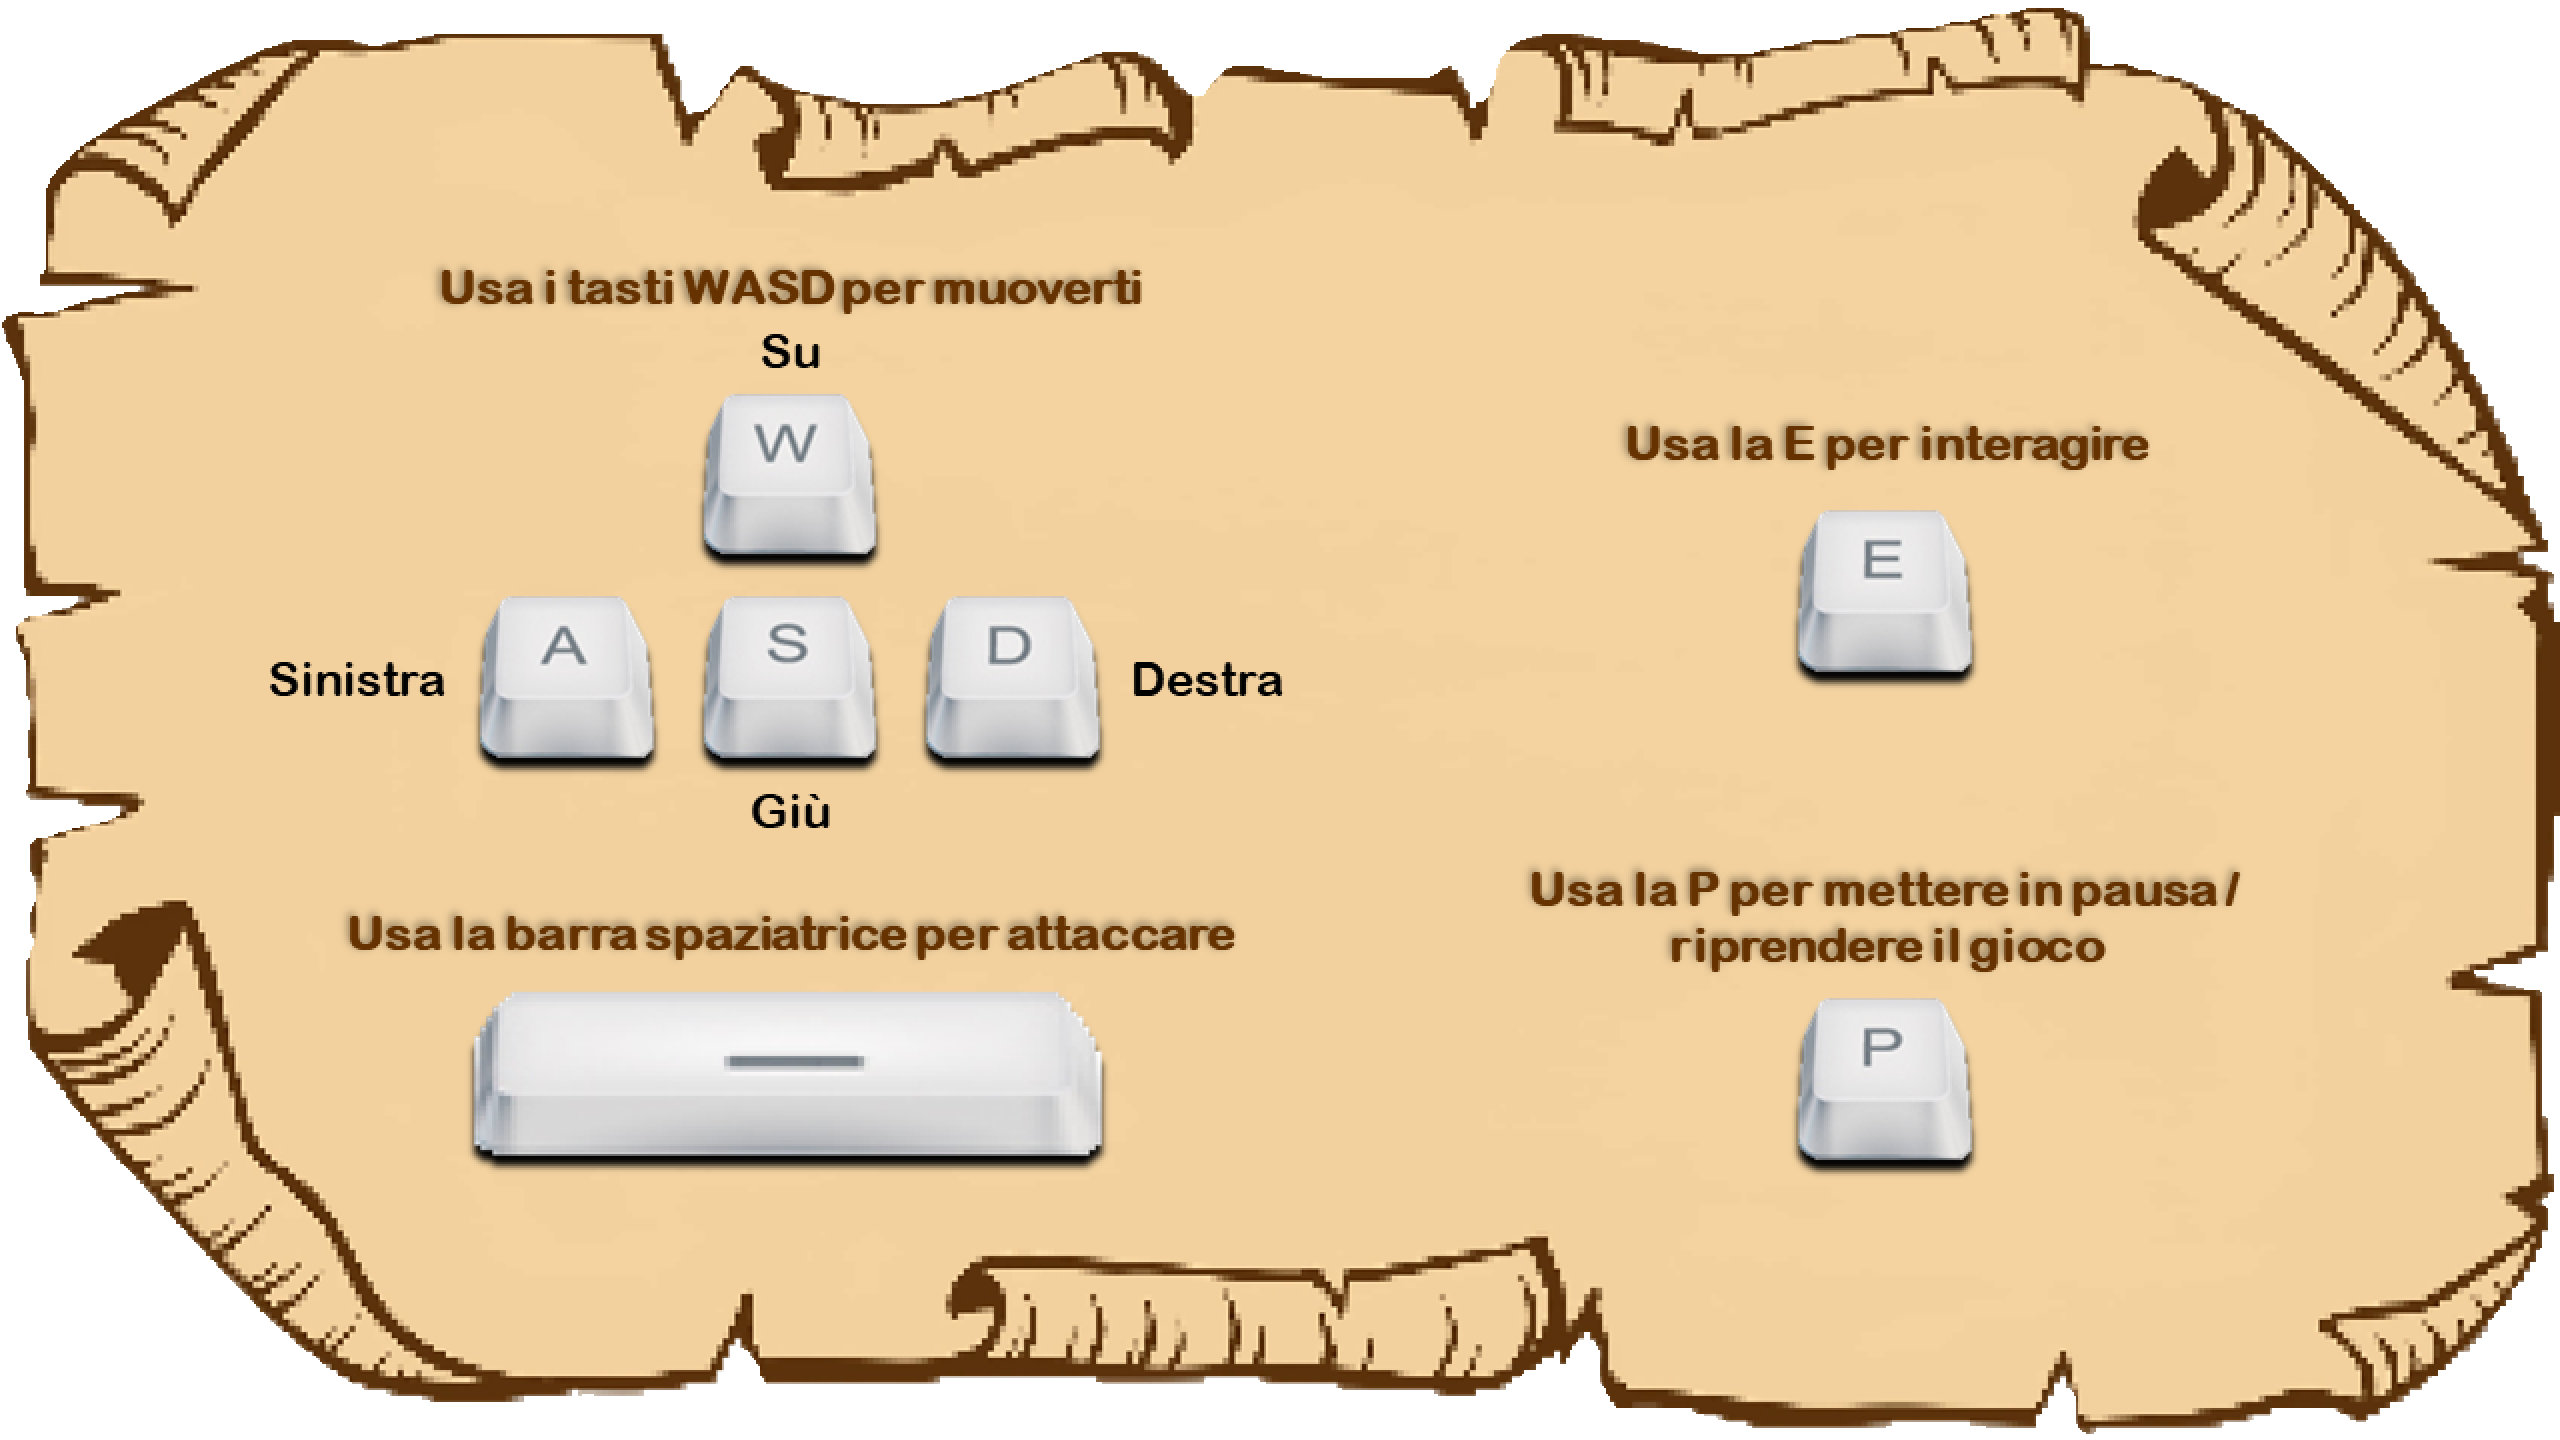 Usa i tasti WASD per muoverti
Su
W
A
S
D
Sinistra
Destra
Giù
Usa la barra spaziatrice per attaccare
Usa la E per interagire
E
Usa la P per mettere in pausa /
riprendere il gioco
P